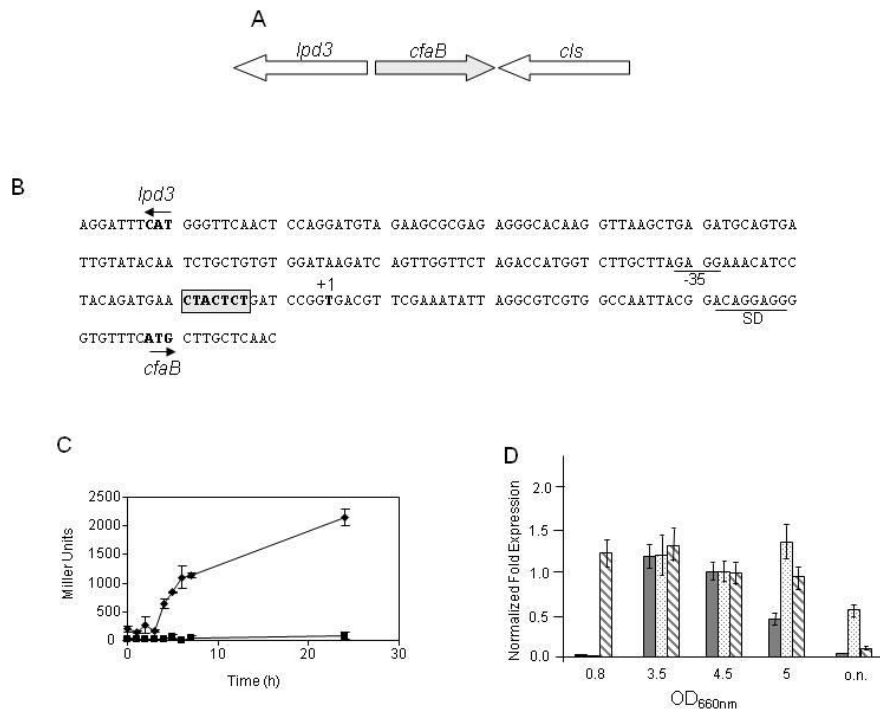 A
lpd3 cfaB cls
B
lpd3
AGGATTTCAT GGGTTCAACT CCAGGATGTA GAAGCGCGAG AGGGCACAAG GTTAAGCTGA GATGCAGTGA
TTGTATACAA TCTGCTGTGT GGATAAGATC AGTTGGTTCT AGACCATGGT CTTGCTTAGA GGAAACATCC
+1 -35
TACAGATGAA CTACTCTGAT CCGGTGACGT TCGAAATATT AGGCGTCGTG GCCAATTACG GACAGGAGGG
SD
GTGTTTCATG CTTGCTCAAC
cfaB
C
Miller Units
2500
2000
1500
1000
500
0
0 10 20 30
Time (h)
D
Normalized Fold Expression
2.0
1.5
1.0
0.5
0.0
0.8 3.5 4.5 5 o.n.
OD660nm